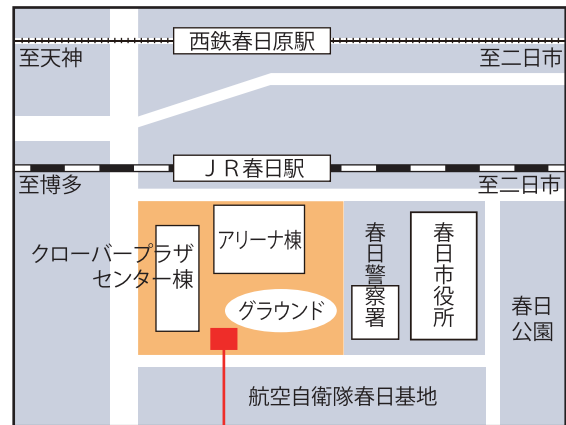 西鉄春日原駅
至天神
至二日市
ＪＲ春日駅
至博多
至二日市
クローバープラザ
センター棟
アリーナ棟
グラウンド
春日警察署
春日市役所
春日
公園
航空自衛隊春日基地